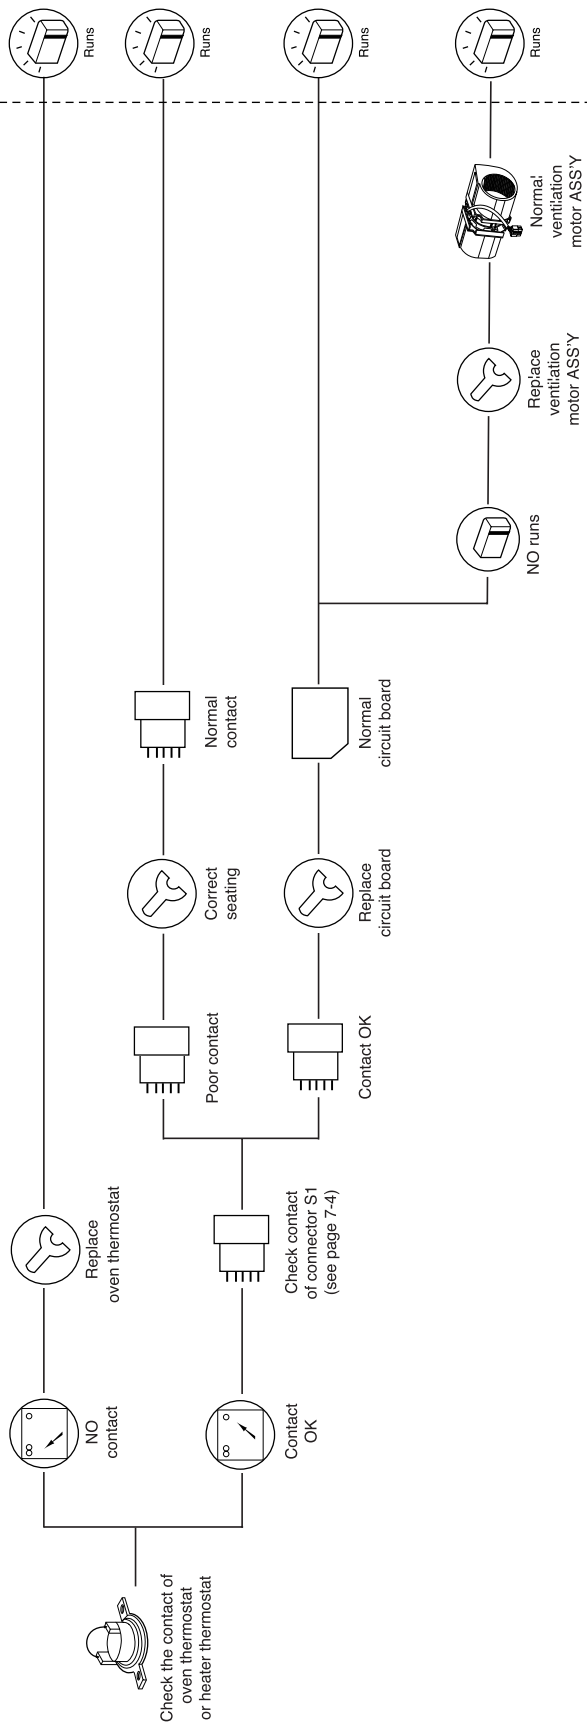 Check the contact of
oven thermostat
or heater thermostat
NO
contact
Replace
oven thermostat
Runs
Contact
OK
Check contact
of connector S1
(see page 7-4)
Poor contact
Correct
seating
Normal
contact
Runs
Contact OK
Replace
circuit board
Normal
circuit board
Runs
NO runs
Replace
ventilation
motor ASS'Y
Normal
ventilation
motor ASS'Y
Runs